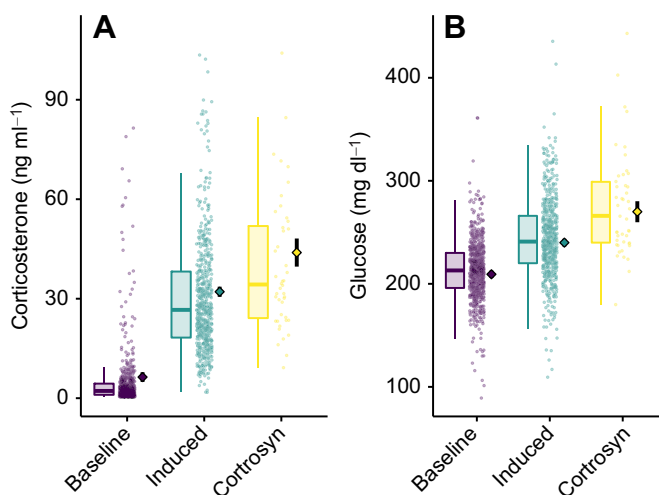 A
Corticosterone (ng ml⁻¹)
90
60
30
0
Baseline
Induced
Cortrosyn
B
Glucose (mg dl⁻¹)
400
300
200
100
Baseline
Induced
Cortrosyn